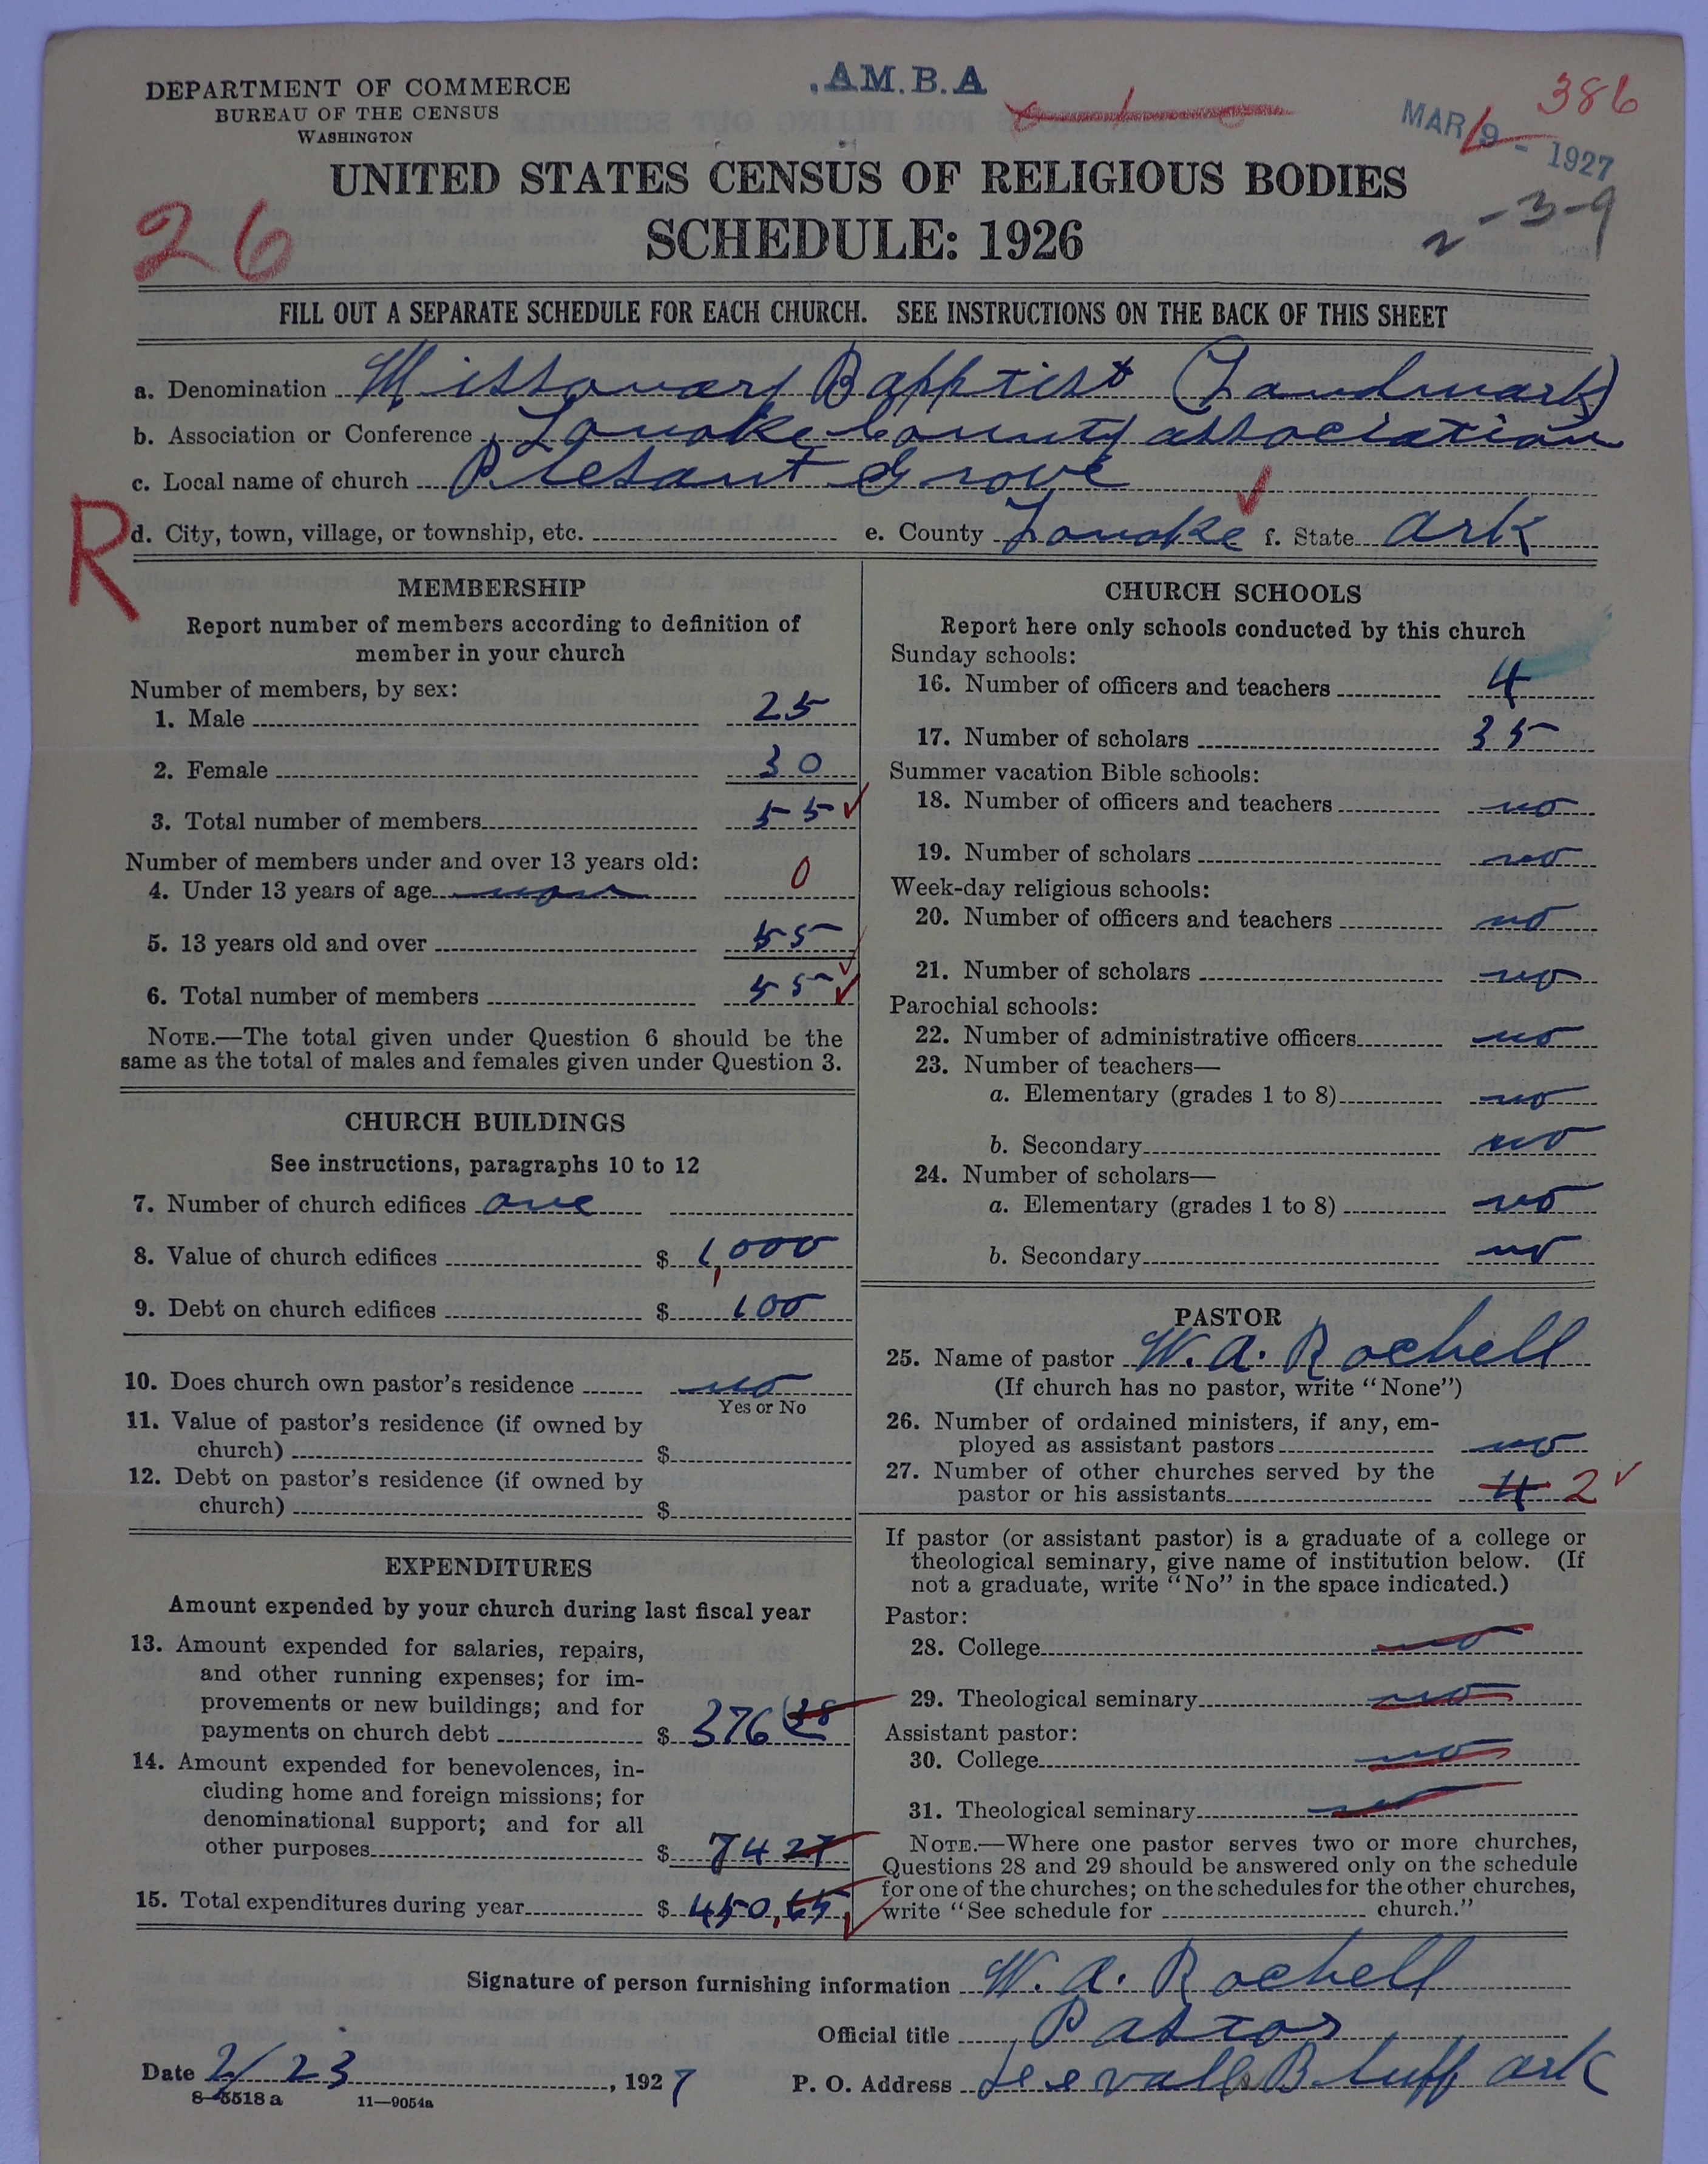 DEPARTMENT OF COMMERCE
BUREAU OF THE CENSUS
WASHINGTON
.AM.B.A
386
MAR 9 - 1927
2-3-9
UNITED STATES CENSUS OF RELIGIOUS BODIES
SCHEDULE: 1926
26
FILL OUT A SEPARATE SCHEDULE FOR EACH CHURCH. SEE INSTRUCTIONS ON THE BACK OF THIS SHEET
a. Denomination Missonary Bapptist (Landmark)
b. Association or Conference Lonoke County association
c. Local name of church Plesant Grove
R
d. City, town, village, or township, etc. e. County Lonoke f. State Ark
MEMBERSHIP
Report number of members according to definition of
member in your church
Number of members, by sex:
1. Male 25
2. Female 30
3. Total number of members 55
Number of members under and over 13 years old:
4. Under 13 years of age 0
5. 13 years old and over 55
6. Total number of members 55
NOTE.—The total given under Question 6 should be the
same as the total of males and females given under Question 3.
CHURCH BUILDINGS
See instructions, paragraphs 10 to 12
7. Number of church edifices one
8. Value of church edifices $ 1,000
9. Debt on church edifices $ 100
10. Does church own pastor's residence no
Yes or No
11. Value of pastor's residence (if owned by
church) $
12. Debt on pastor's residence (if owned by
church) $
EXPENDITURES
Amount expended by your church during last fiscal year
13. Amount expended for salaries, repairs,
and other running expenses; for im-
provements or new buildings; and for
payments on church debt $ 376 38
14. Amount expended for benevolences, in-
cluding home and foreign missions; for
denominational support; and for all
other purposes $ 74 27
15. Total expenditures during year $ 450,65
CHURCH SCHOOLS
Report here only schools conducted by this church
Sunday schools:
16. Number of officers and teachers 4
17. Number of scholars 35
Summer vacation Bible schools:
18. Number of officers and teachers no
19. Number of scholars no
Week-day religious schools:
20. Number of officers and teachers no
21. Number of scholars no
Parochial schools:
22. Number of administrative officers no
23. Number of teachers—
a. Elementary (grades 1 to 8) no
b. Secondary no
24. Number of scholars—
a. Elementary (grades 1 to 8) no
b. Secondary no
PASTOR
25. Name of pastor W. A. Rochell
(If church has no pastor, write "None")
26. Number of ordained ministers, if any, em-
ployed as assistant pastors no
27. Number of other churches served by the
pastor or his assistants 4 2
If pastor (or assistant pastor) is a graduate of a college or
theological seminary, give name of institution below. (If
not a graduate, write "No" in the space indicated.)
Pastor:
28. College no
29. Theological seminary no
Assistant pastor:
30. College no
31. Theological seminary no
NOTE.—Where one pastor serves two or more churches,
Questions 28 and 29 should be answered only on the schedule
for one of the churches; on the schedules for the other churches,
write "See schedule for church."
Signature of person furnishing information W. A. Rochell
Official title Pastor
Date 2/23, 1927 P. O. Address Deevalls Bluff Ark
8—5518 a 11—9054a